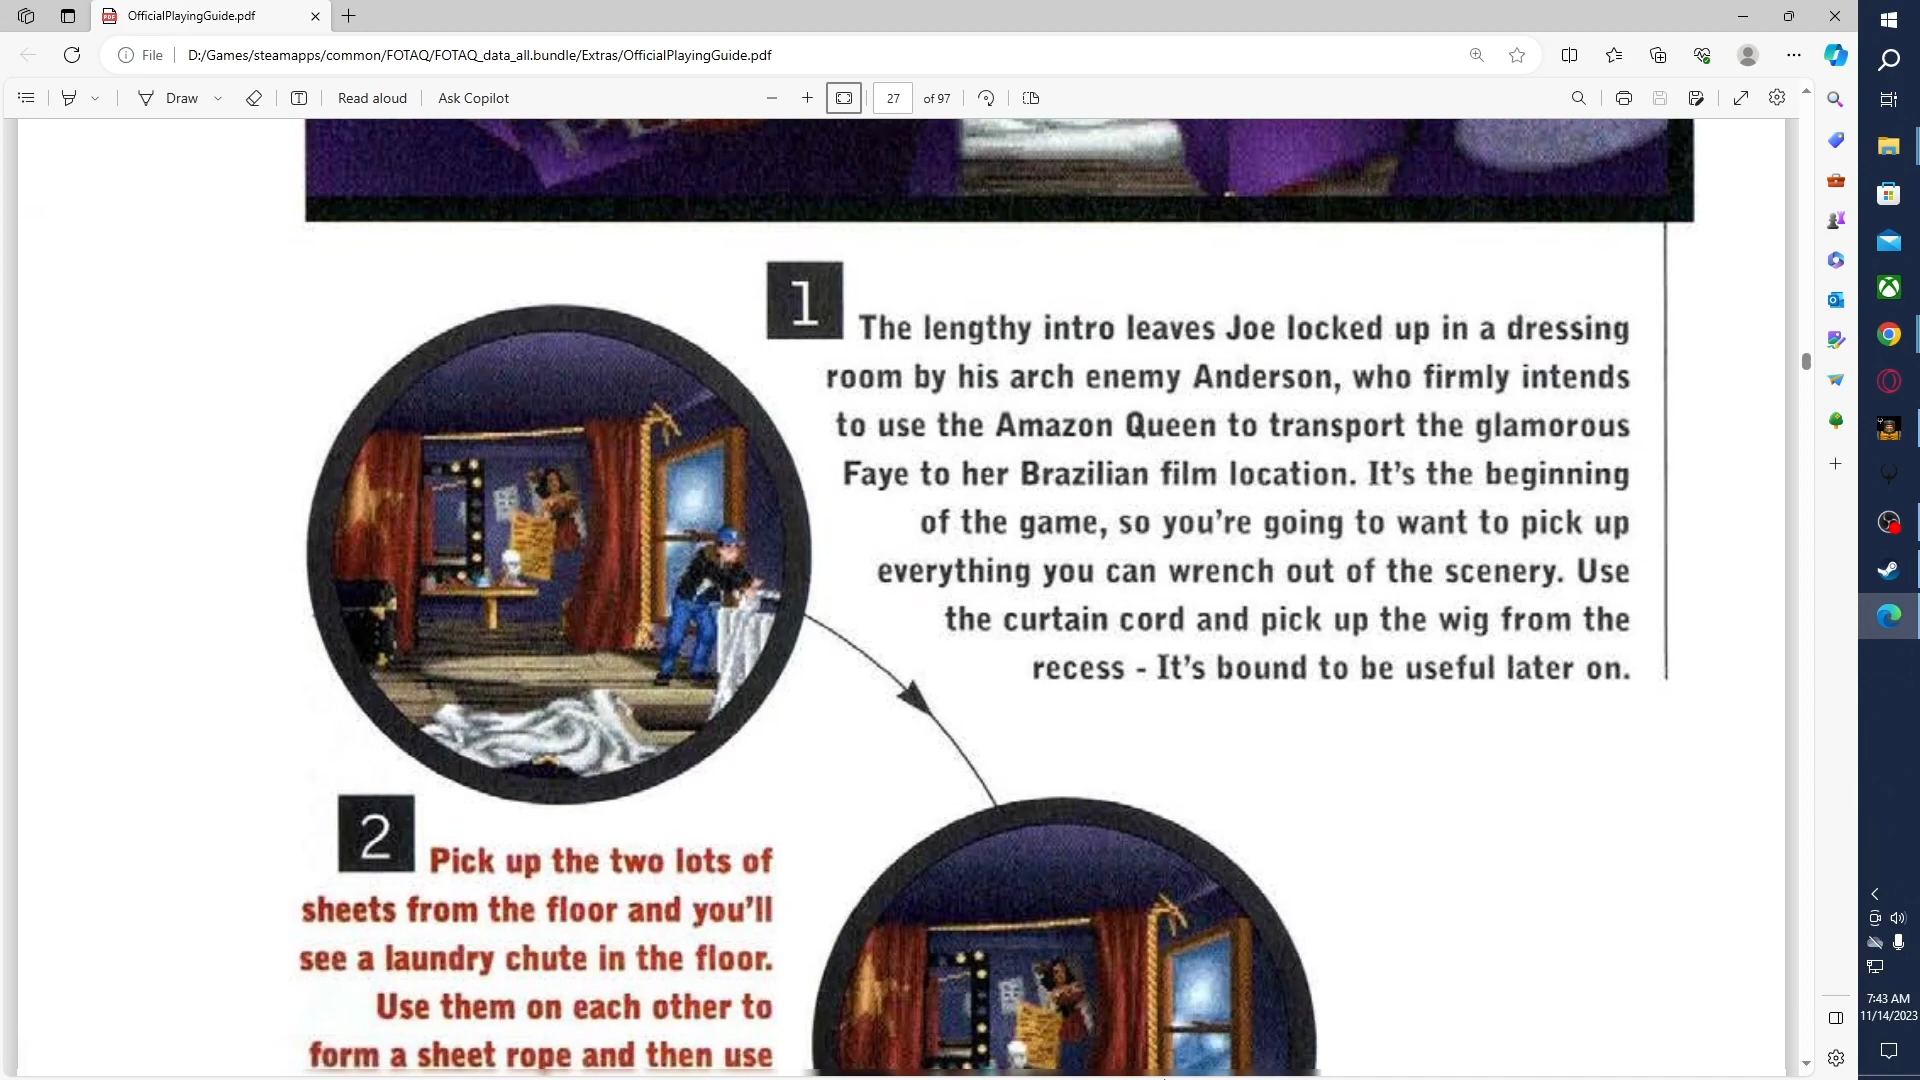 OfficialPlayingGuide.pdf
File
D:/Games/steamapps/common/FOTAQ/FOTAQ_data_all.bundle/Extras/OfficialPlayingGuide.pdf
Draw
Read aloud
Ask Copilot
27 of 97
1
The lengthy intro leaves Joe locked up in a dressing
room by his arch enemy Anderson, who firmly intends
to use the Amazon Queen to transport the glamorous
Faye to her Brazilian film location. It's the beginning
of the game, so you're going to want to pick up
everything you can wrench out of the scenery. Use
the curtain cord and pick up the wig from the
recess - It's bound to be useful later on.
2
Pick up the two lots of
sheets from the floor and you'll
see a laundry chute in the floor.
Use them on each other to
form a sheet rope and then use
7:43 AM
11/14/2023